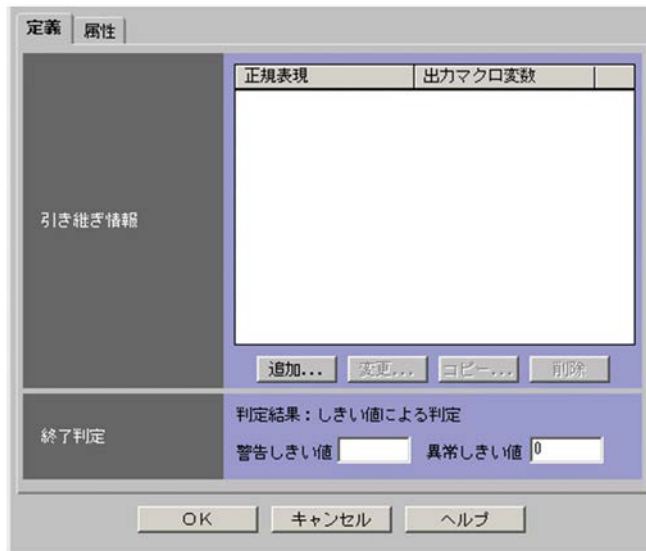 定義 属性
正規表現 出力マクロ変数
引き継ぎ情報
追加... 変更... コピー... 削除
判定結果：しきい値による判定
終了判定
警告しきい値 異常しきい値 0
OK キャンセル ヘルプ